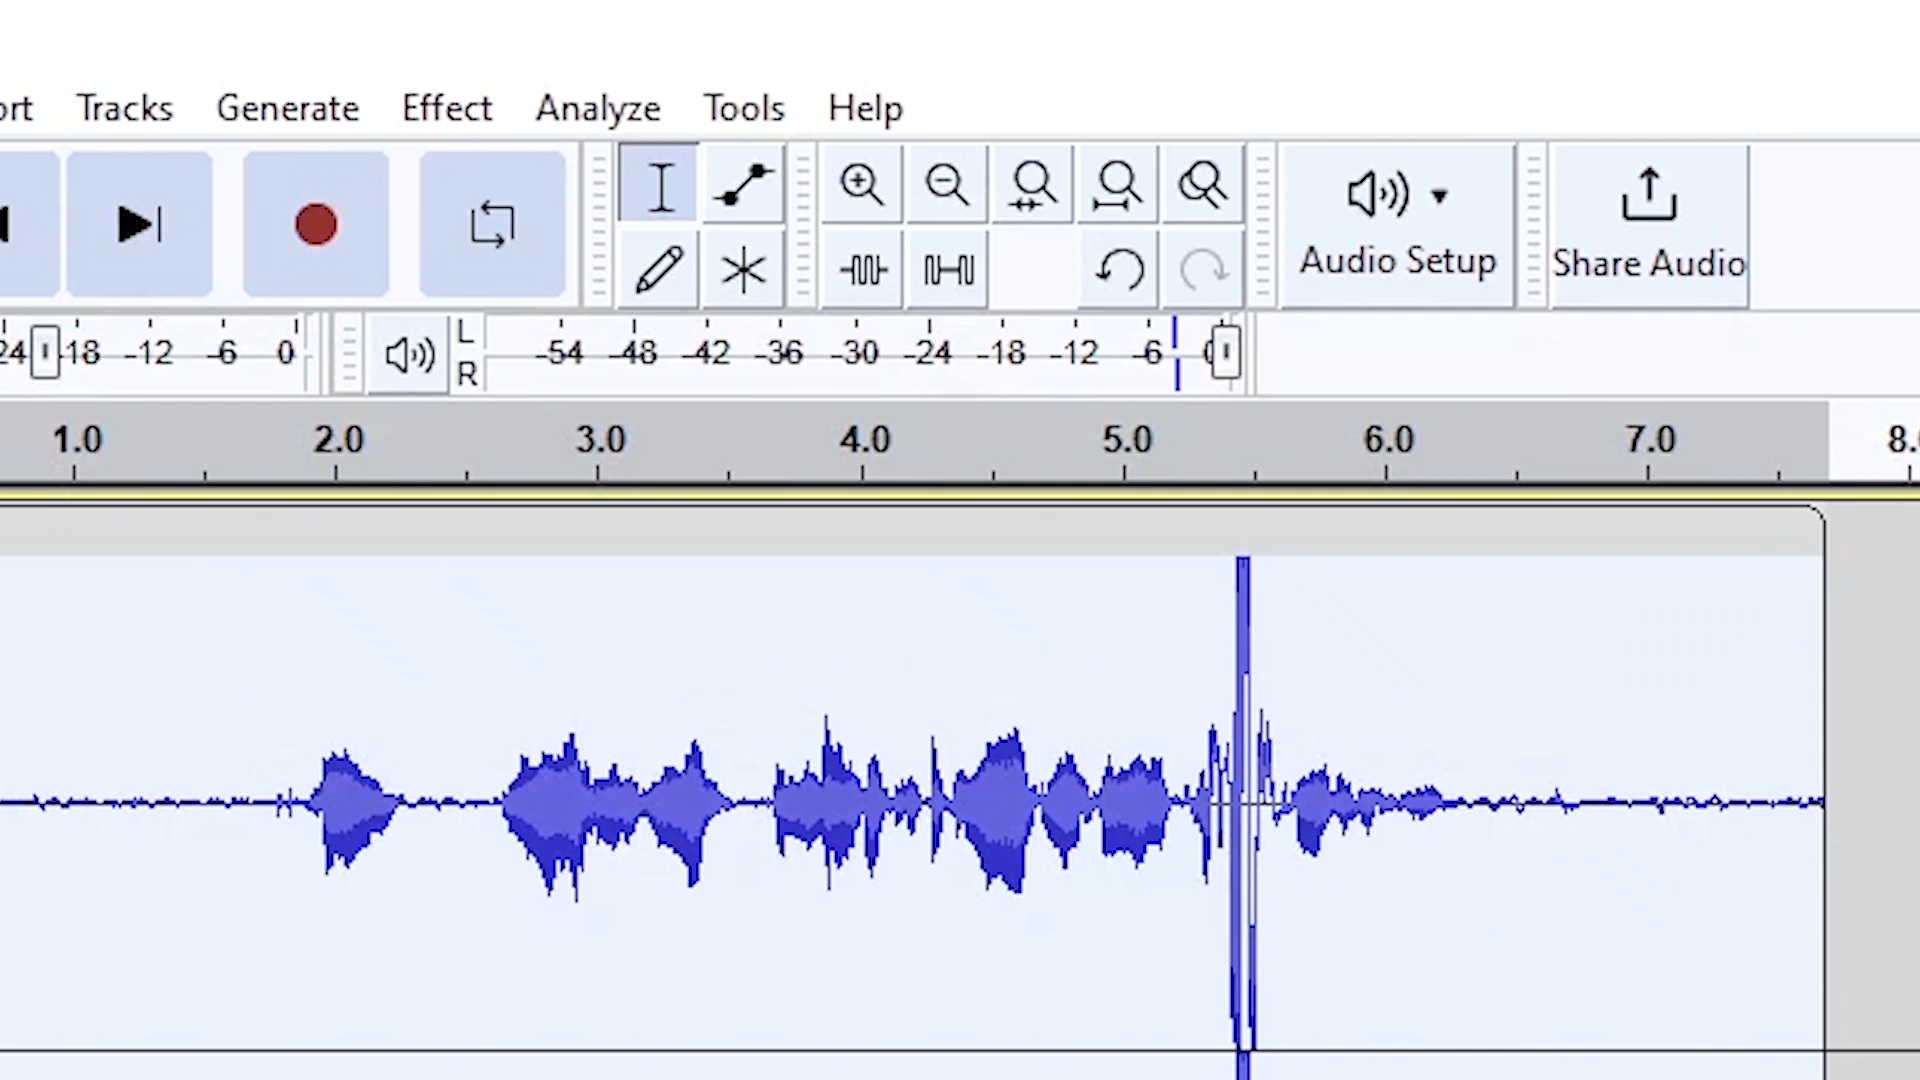 ort Tracks Generate Effect Analyze Tools Help
Audio Setup
Share Audio
24 -18 -12 -6 0
L
R
-54 -48 -42 -36 -30 -24 -18 -12 -6 0
1.0 2.0 3.0 4.0 5.0 6.0 7.0 8.0